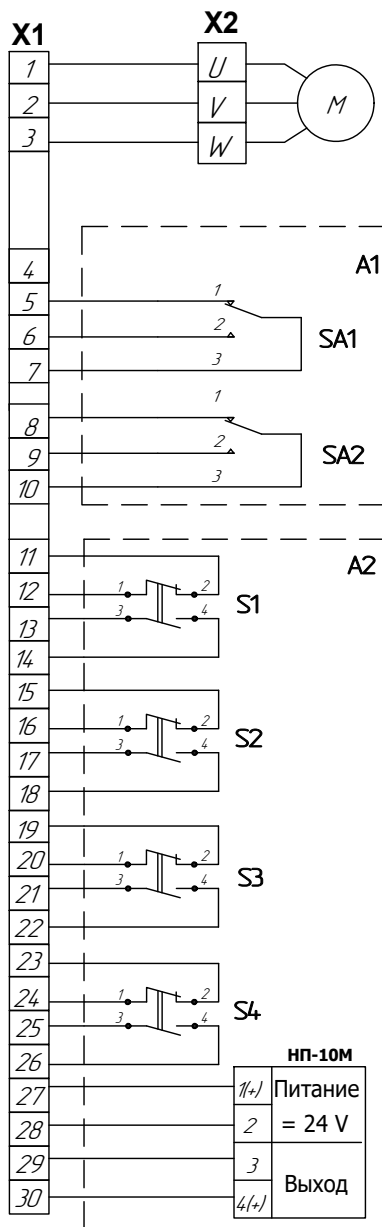 X1 X2
1 U
2 V M
3 W
4 A1
5 1
6 2 SA1
7 3
8 1
9 2 SA2
10 3
11 A2
12 1 2 S1
13 3 4
14
15
16 1 2 S2
17 3 4
18
19
20 1 2 S3
21 3 4
22
23
24 1 2 S4
25 3 4
26
НП-10М
27 1(+) Питание
28 2 = 24 V
29 3 Выход
30 4(+)